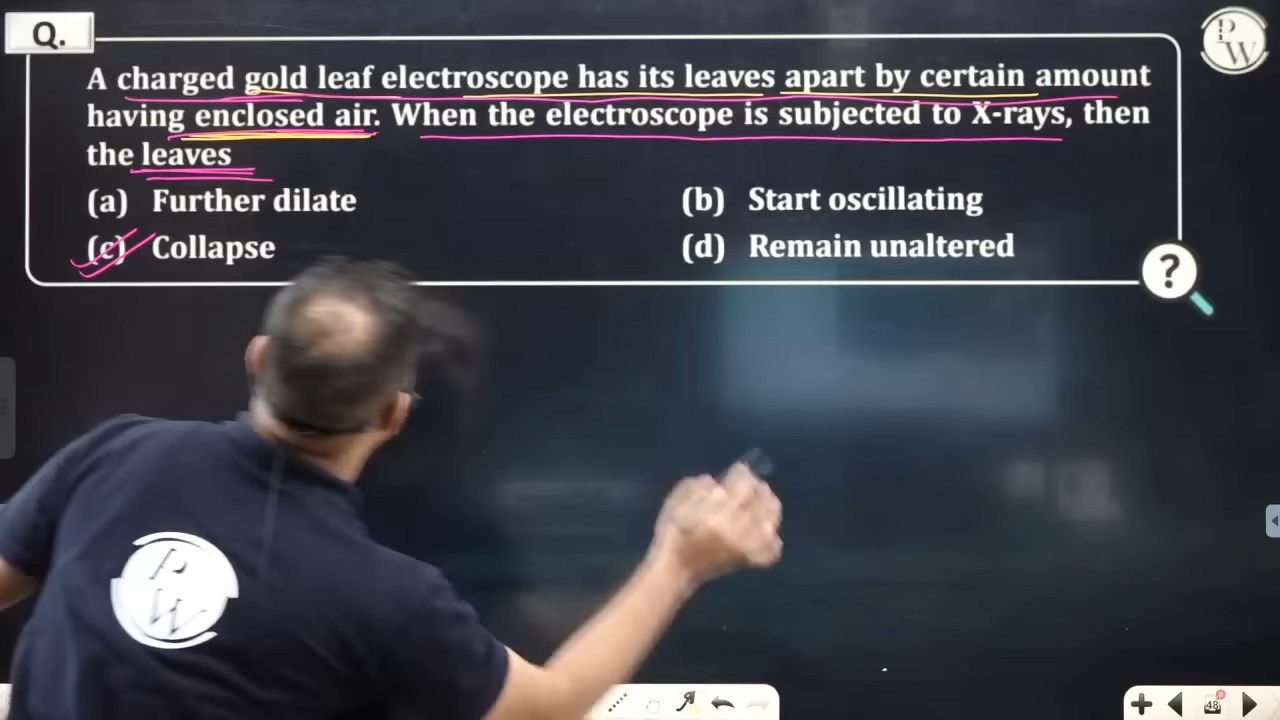 Q.
P
W
A charged gold leaf electroscope has its leaves apart by certain amount
having enclosed air. When the electroscope is subjected to X-rays, then
the leaves
(a) Further dilate
(b) Start oscillating
(c) Collapse
(d) Remain unaltered
?
P
W
48